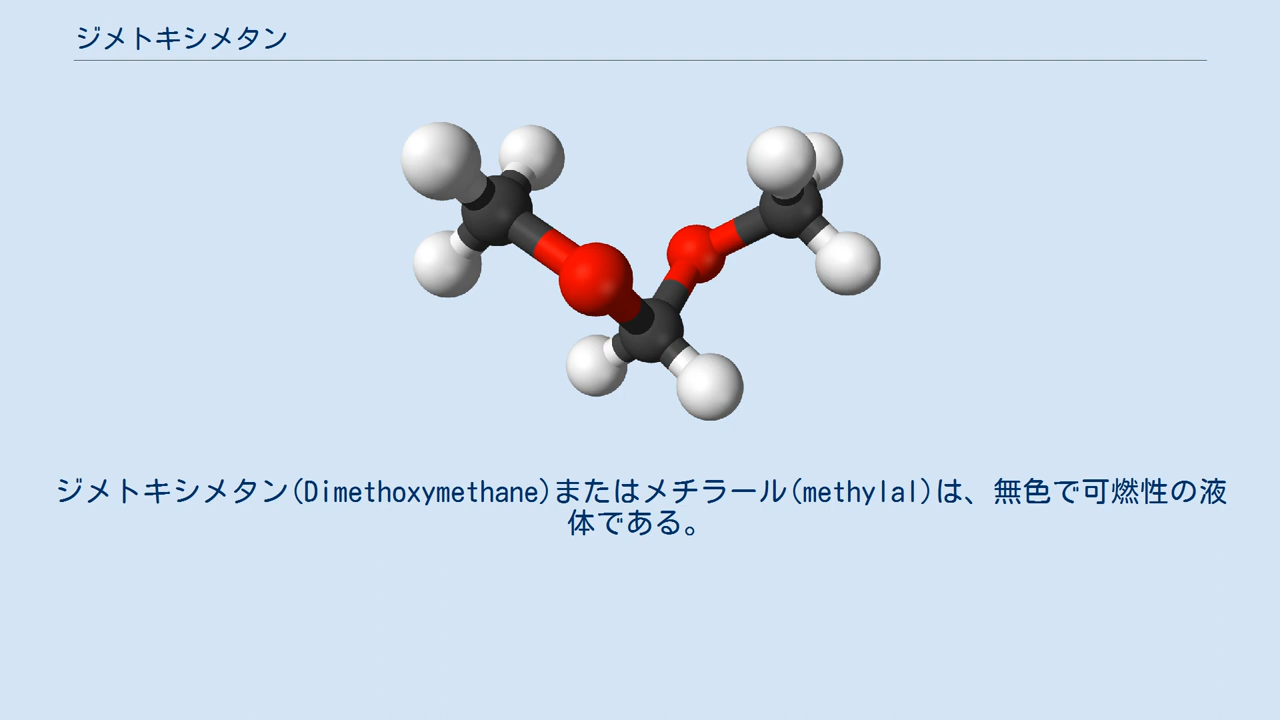 ジメトキシメタン
ジメトキシメタン(Dimethoxymethane)またはメチラール(methylal)は、無色で可燃性の液
体である。